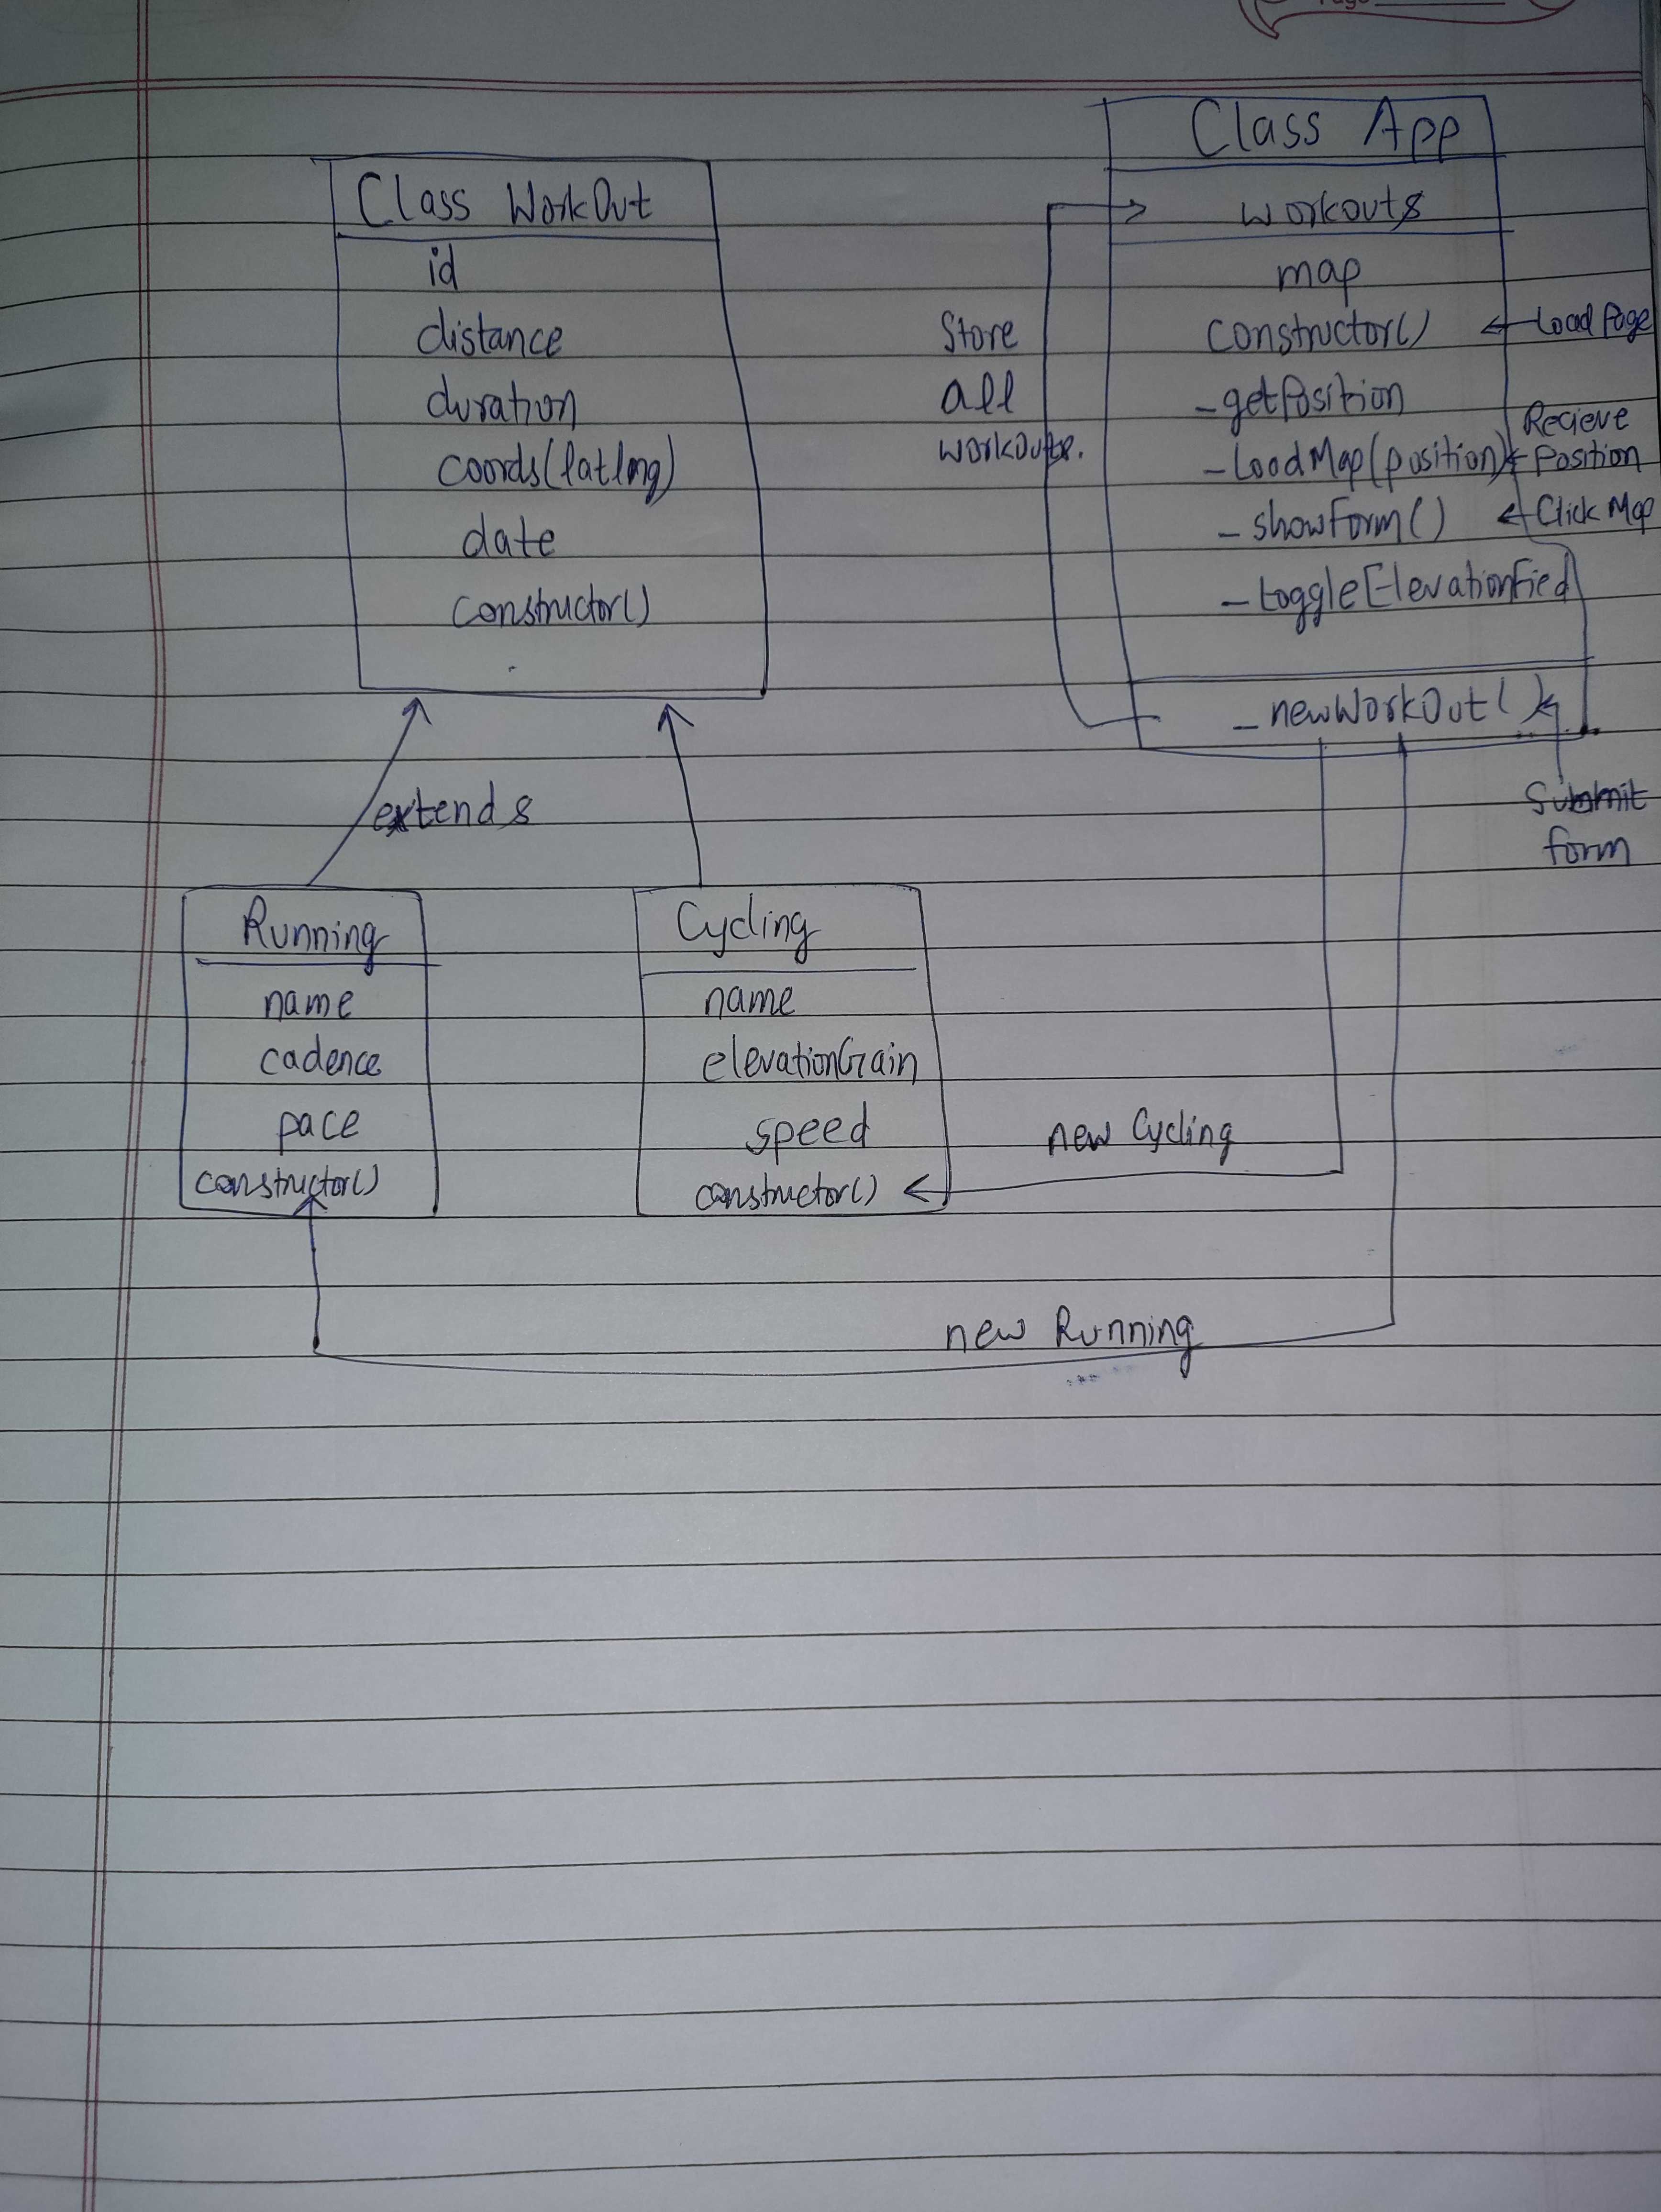 Page
Class WorkOut
id
distance
duration
coords(latlng)
date
constructor()
extends
Running
name
cadence
pace
constructor()
Cycling
name
elevationGain
speed
constructor()
Class App
workouts
map
constructor()
_getPosition
_LoadMap(position)
_showForm()
_toggleElevationFied
_newWorkOut()
Load Page
Recieve
Position
Click Map
Submit
form
Store
all
workouts.
new Cycling
new Running